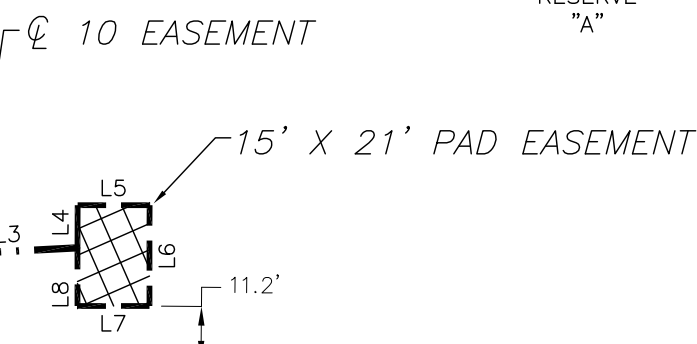 RESERVE
"A"
℄ 10 EASEMENT
15' X 21' PAD EASEMENT
L5
L4
L3
L6
11.2'
L8
L7